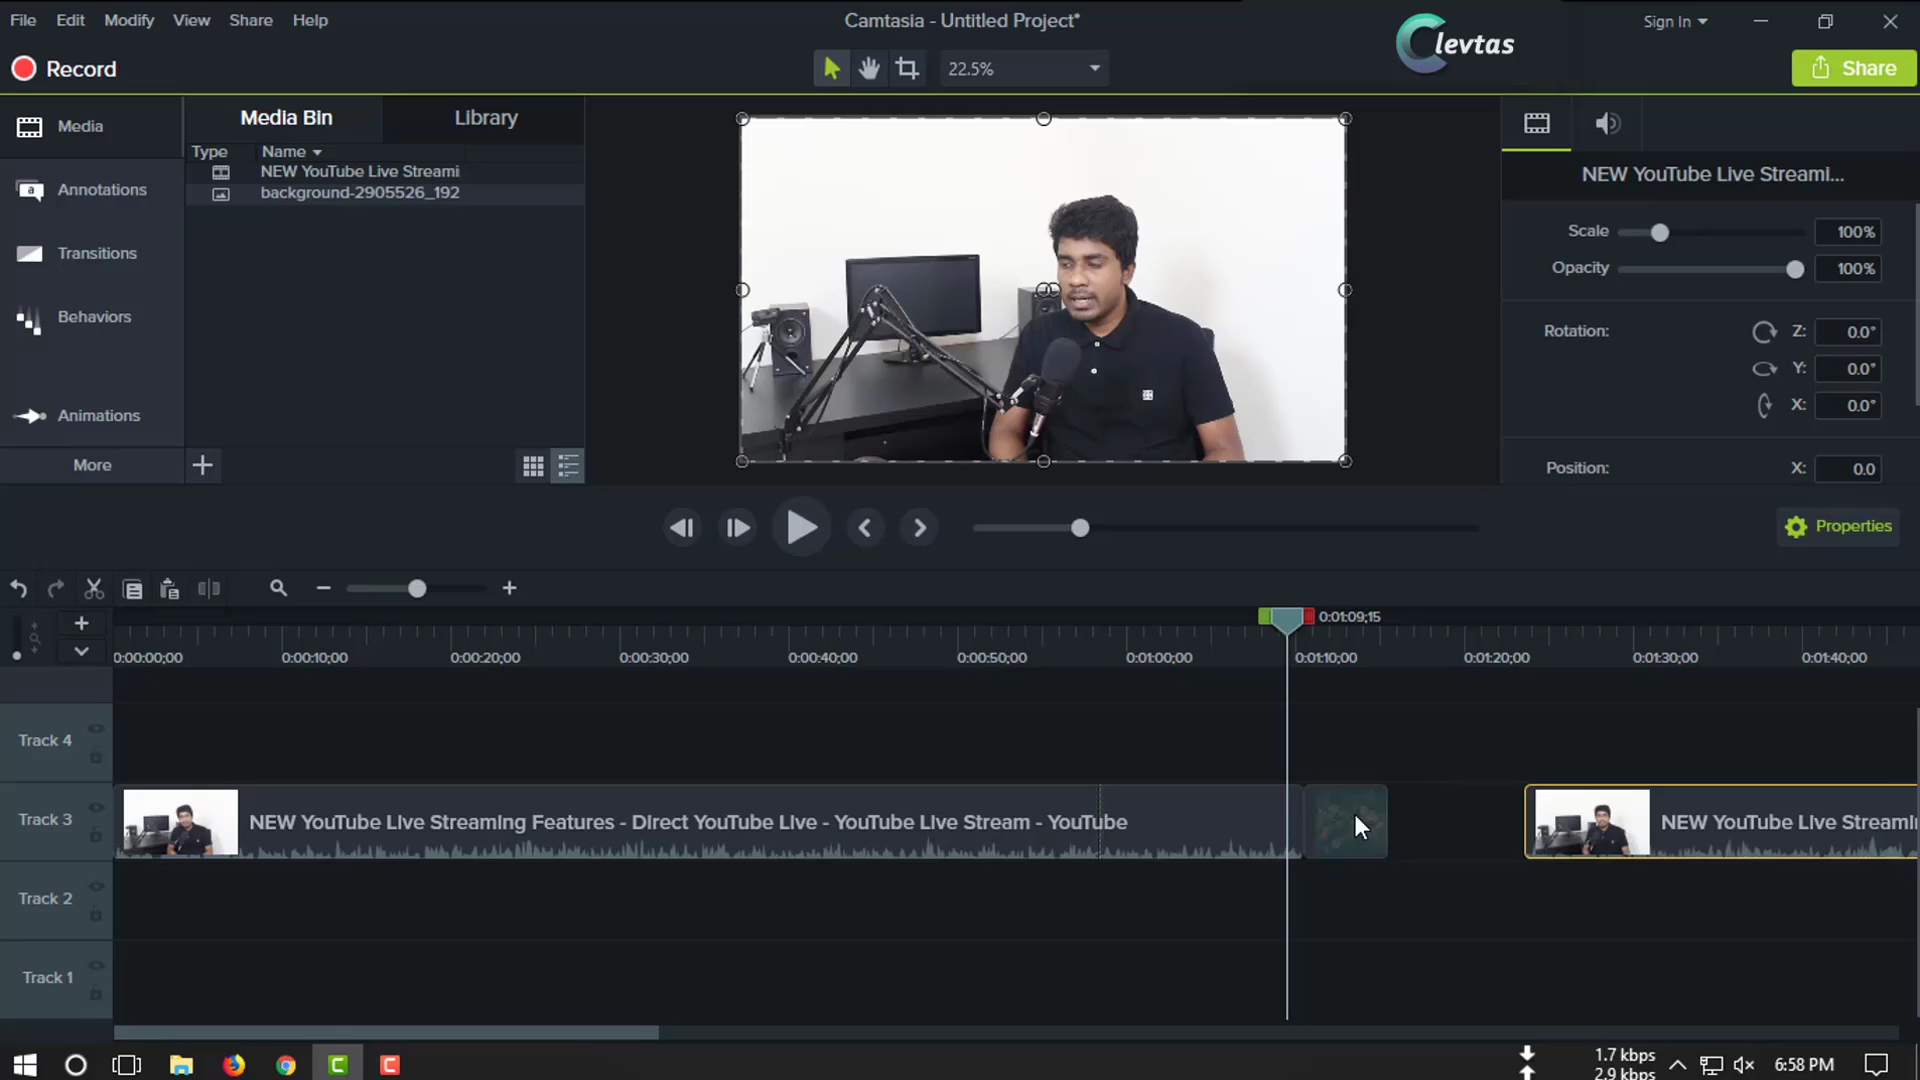 File Edit Modify View Share Help
Camtasia - Untitled Project*
Sign In
Clevtas
Record
22.5%
Share
Media
Media Bin
Library
Type Name
NEW YouTube Live Streami
background-2905526_192
Annotations
Transitions
Behaviors
Animations
More
NEW YouTube Live Streami...
Scale 100%
Opacity 100%
Rotation: Z: 0.0°
Y: 0.0°
X: 0.0°
Position: X: 0.0
Properties
0:01:09;15
0:00:00;00 0:00:10;00 0:00:20;00 0:00:30;00 0:00:40;00 0:00:50;00 0:01:00;00 0:01:10;00 0:01:20;00 0:01:30;00 0:01:40;00
Track 4
Track 3
NEW YouTube Live Streaming Features - Direct YouTube Live - YouTube Live Stream - YouTube
NEW YouTube Live Streami
Track 2
Track 1
1.7 kbps
2.9 kbps
6:58 PM